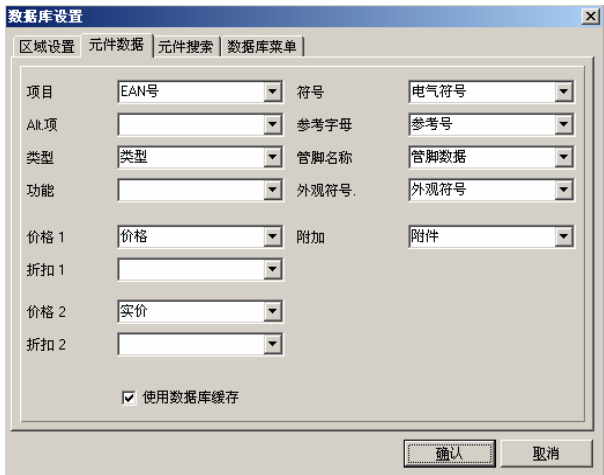 数据库设置
区域设置 元件数据 元件搜索 数据库菜单
项目 EAN号 符号 电气符号
Alt.项 参考字母 参考号
类型 类型 管脚名称 管脚数据
功能 外观符号. 外观符号
价格 1 价格 附加 附件
折扣 1
价格 2 实价
折扣 2
使用数据库缓存
确认 取消